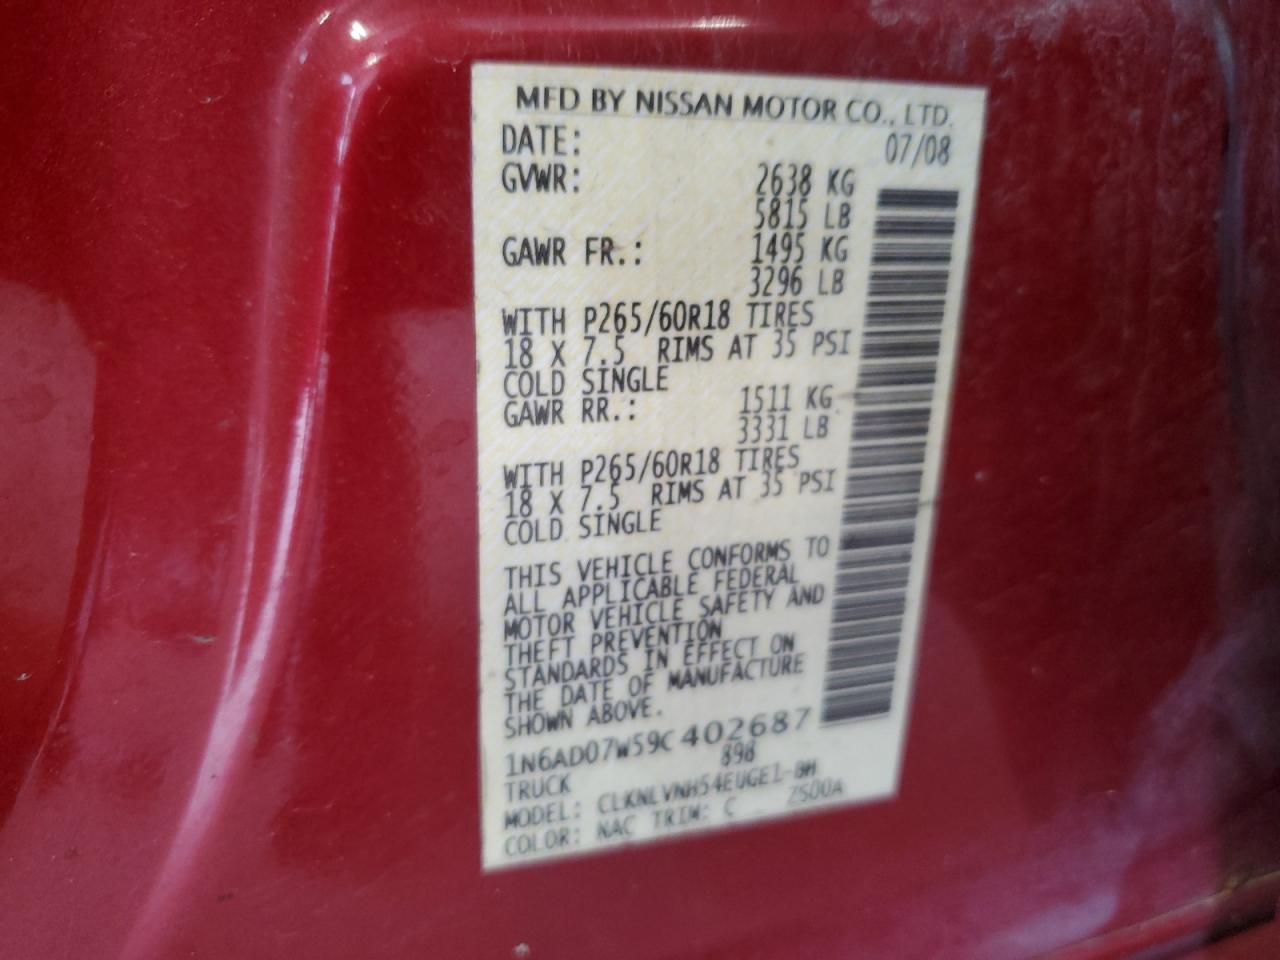 MFD BY NISSAN MOTOR CO., LTD.
DATE: 07/08
GVWR: 2638 KG
5815 LB
GAWR FR.: 1495 KG
3296 LB
WITH P265/60R18 TIRES
18 X 7.5 RIMS AT 35 PSI
COLD SINGLE
GAWR RR.: 1511 KG
3331 LB
WITH P265/60R18 TIRES
18 X 7.5 RIMS AT 35 PSI
COLD SINGLE
THIS VEHICLE CONFORMS TO
ALL APPLICABLE FEDERAL
MOTOR VEHICLE SAFETY AND
THEFT PREVENTION
STANDARDS IN EFFECT ON
THE DATE OF MANUFACTURE
SHOWN ABOVE.
1N6AD07W59C402687
TRUCK 898
MODEL: CLKNLVNH54EUGE1-BH
COLOR: NAC TRIM: C ZS00A